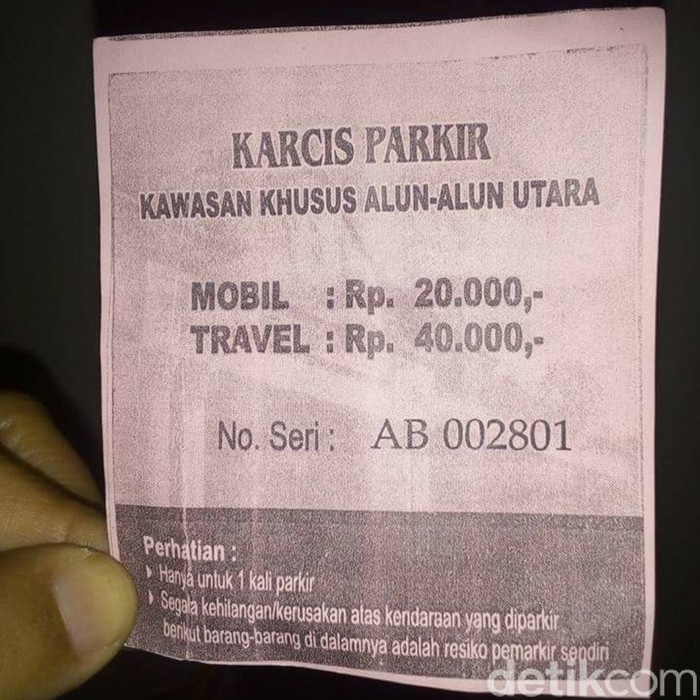 KARCIS PARKIR
KAWASAN KHUSUS ALUN-ALUN UTARA
MOBIL : Rp. 20.000,-
TRAVEL : Rp. 40.000,-
No. Seri : AB 002801
Perhatian :
Hanya untuk 1 kali parkir
Segala kehilangan/kerusakan atas kendaraan yang diparkir
berikut barang-barang di dalamnya adalah resiko pemarkir sendiri
detikcom